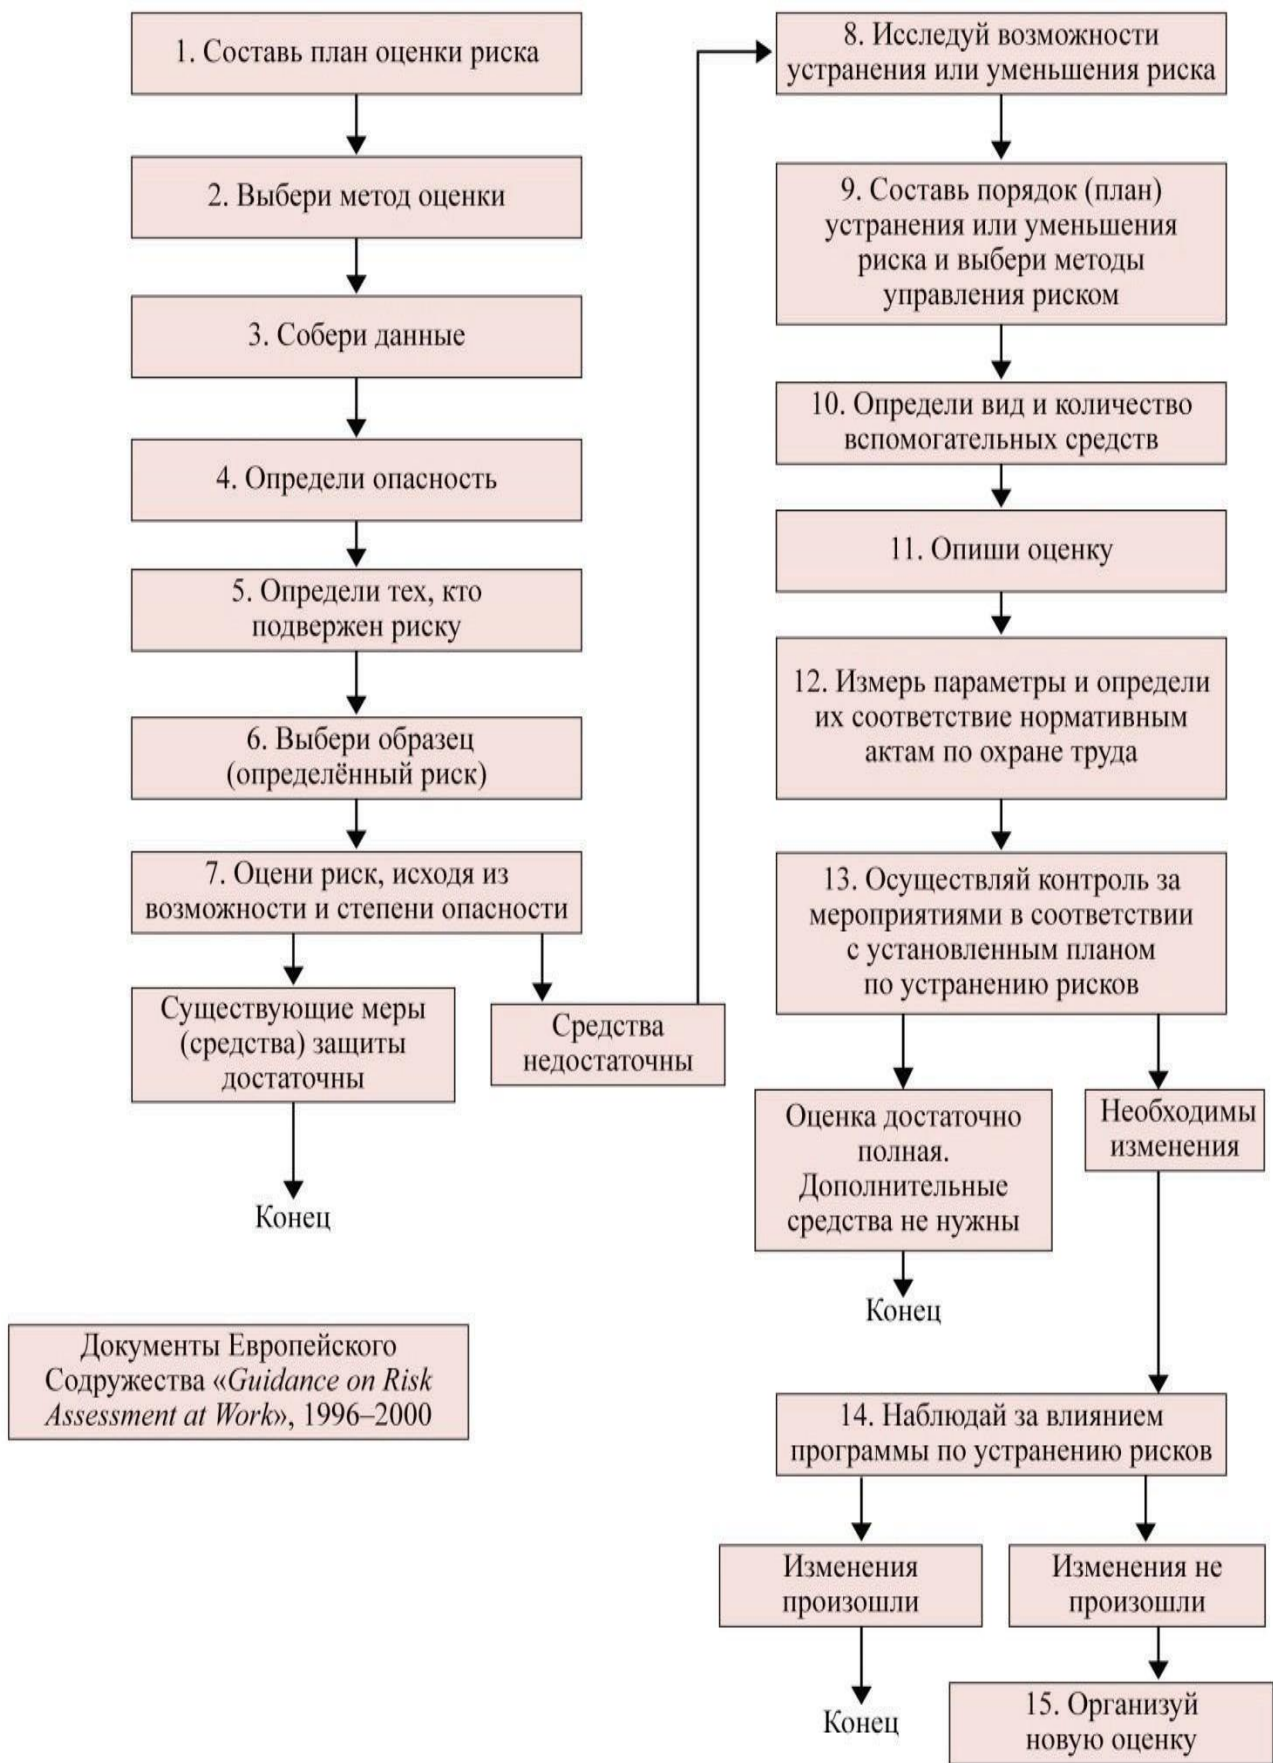 1. Составь план оценки риска
2. Выбери метод оценки
3. Собери данные
4. Определи опасность
5. Определи тех, кто
подвержен риску
6. Выбери образец
(определённый риск)
7. Оцени риск, исходя из
возможности и степени опасности
Существующие меры
(средства) защиты
достаточны
Конец
Средства
недостаточны
8. Исследуй возможности
устранения или уменьшения риска
9. Составь порядок (план)
устранения или уменьшения
риска и выбери методы
управления риском
10. Определи вид и количество
вспомогательных средств
11. Опиши оценку
12. Измерь параметры и определи
их соответствие нормативным
актам по охране труда
13. Осуществляй контроль за
мероприятиями в соответствии
с установленным планом
по устранению рисков
Оценка достаточно
полная.
Дополнительные
средства не нужны
Конец
Необходимы
изменения
14. Наблюдай за влиянием
программы по устранению рисков
Изменения
произошли
Конец
Изменения не
произошли
15. Организуй
новую оценку
Документы Европейского
Содружества «Guidance on Risk
Assessment at Work», 1996–2000